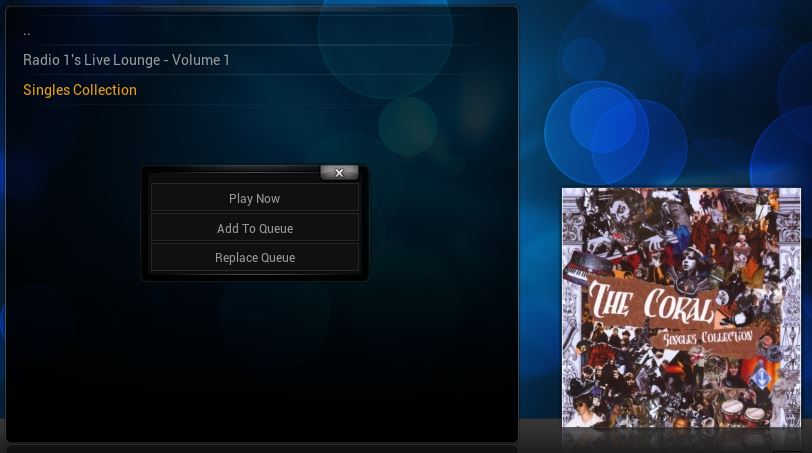 ..
Radio 1's Live Lounge - Volume 1
Singles Collection
Play Now
Add To Queue
Replace Queue
THE CORAL
SINGLES COLLECTION